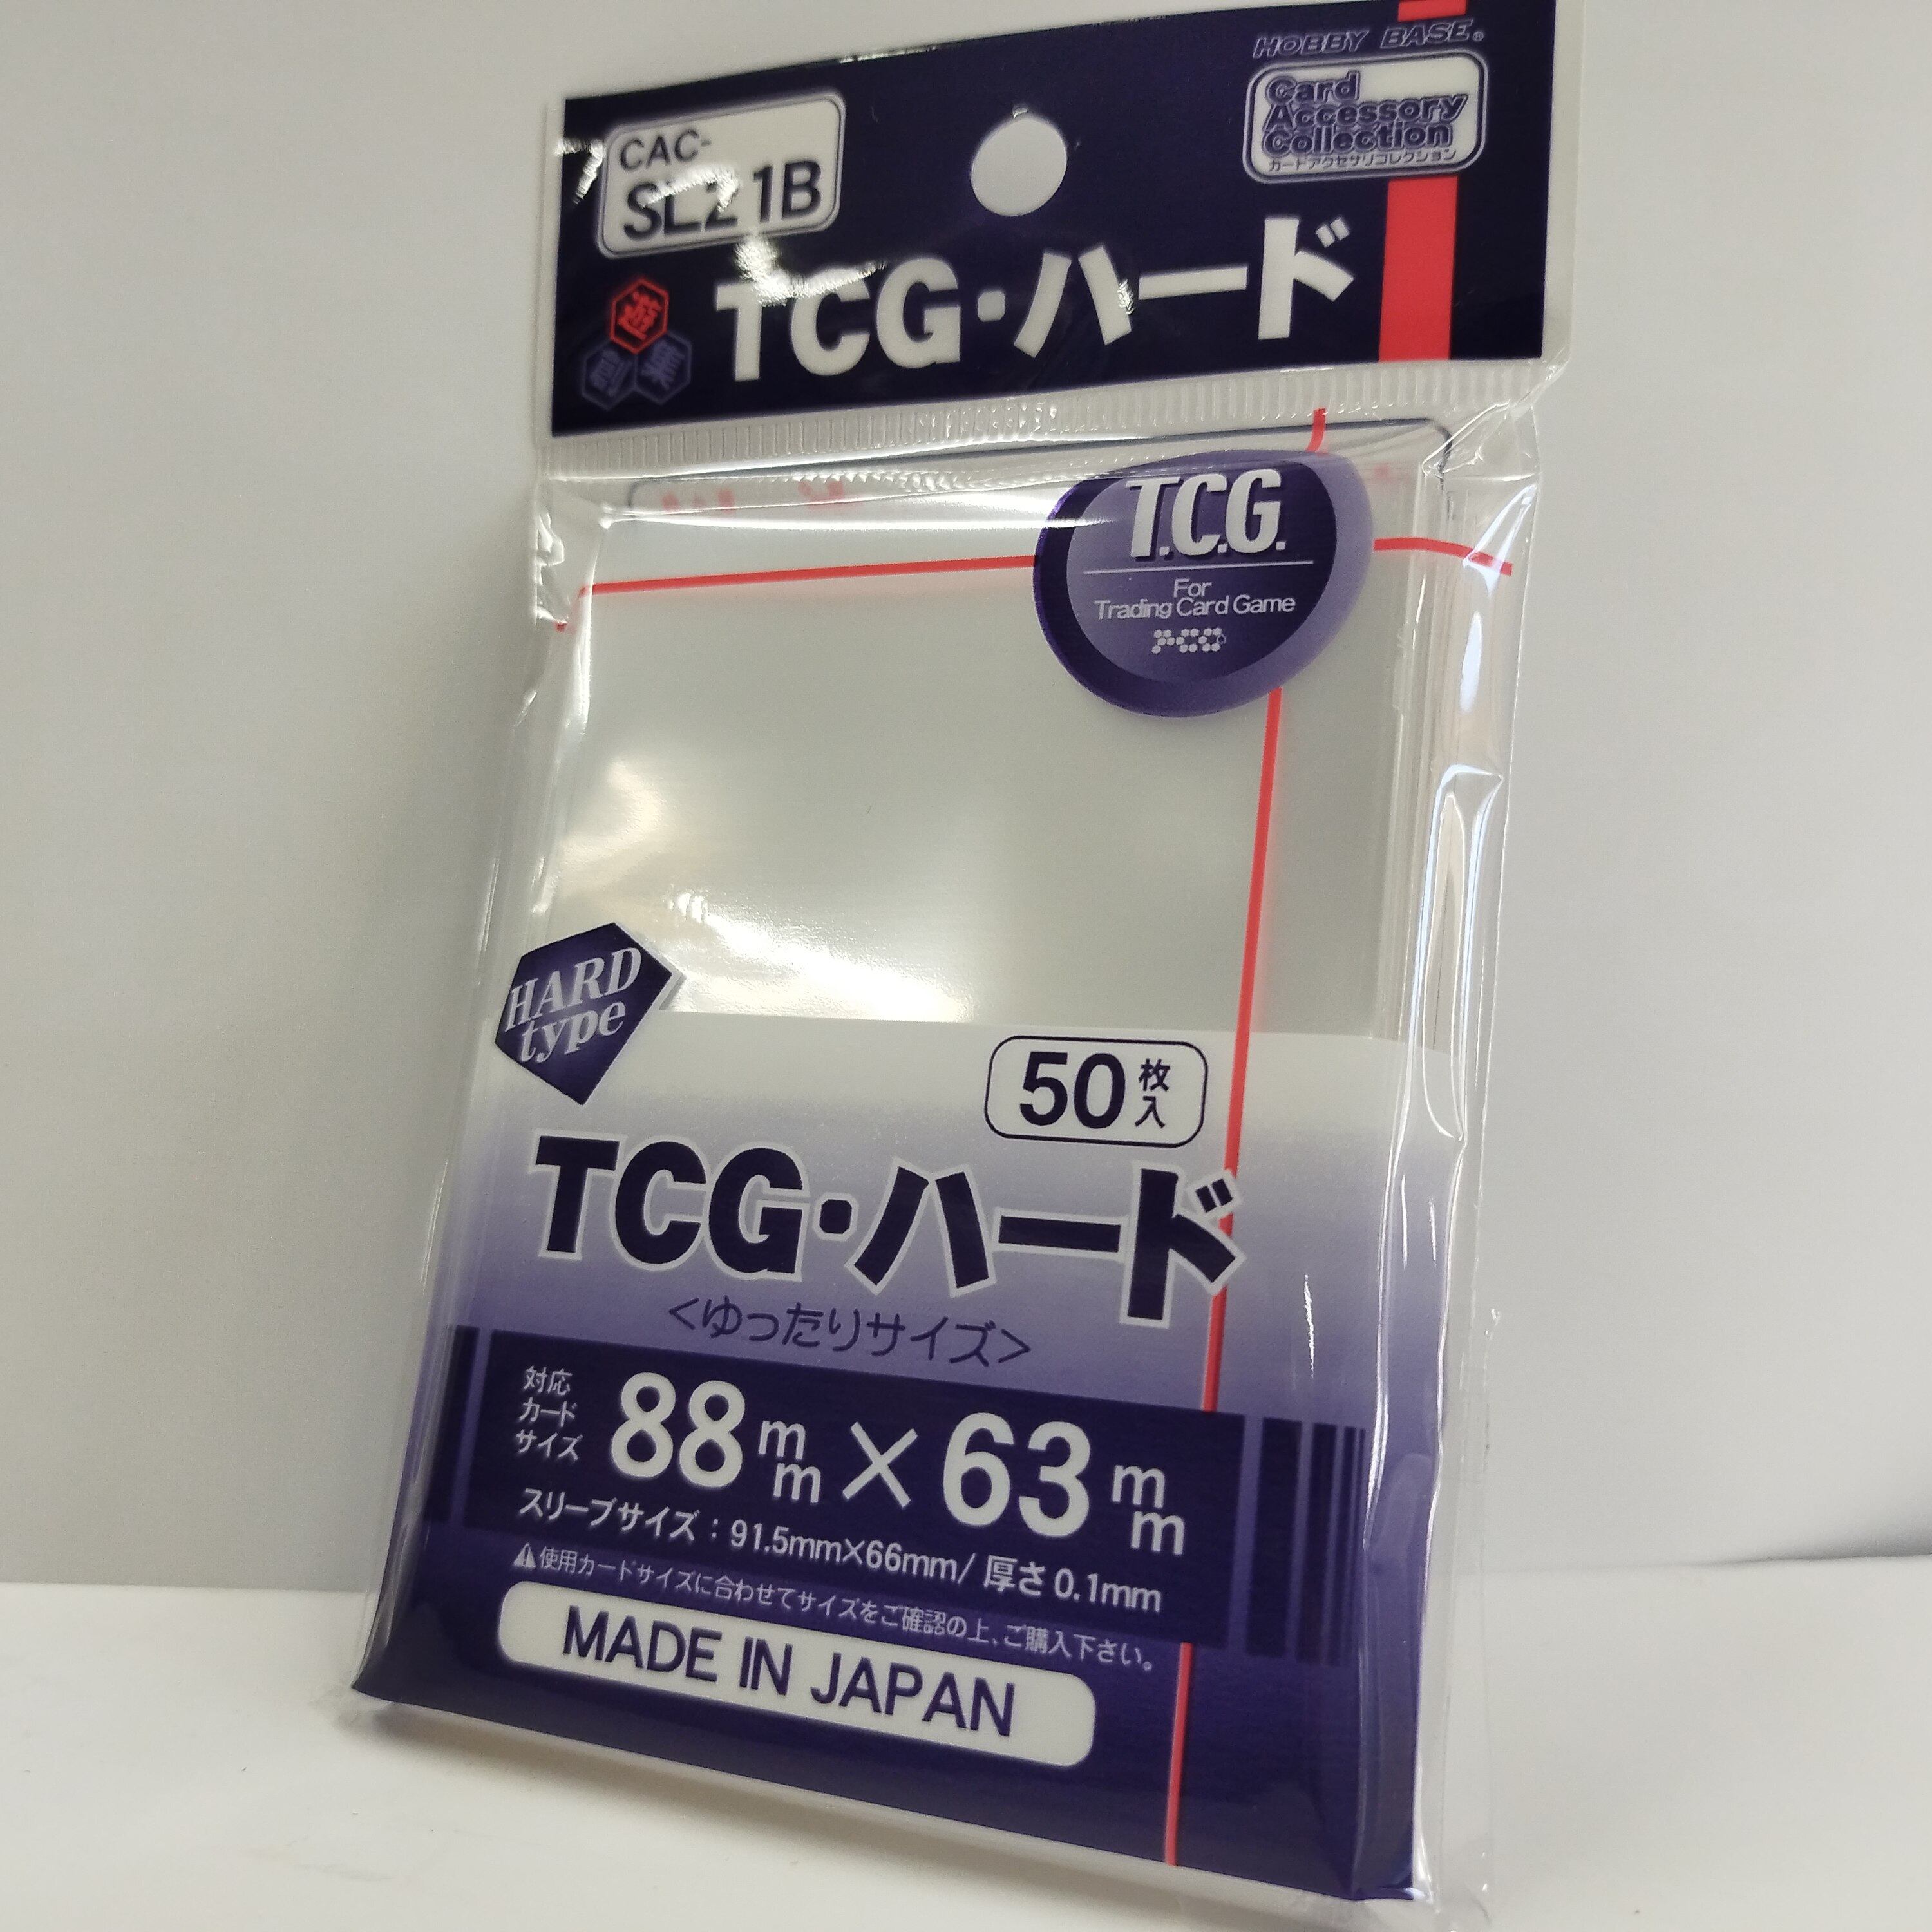 HOBBY BASE®
Card
Accessory
Collection
カードアクセサリコレクション
CAC-
SL21B
TCG・ハード
遊
創
業
T.C.G.
For
Trading Card Game
HARD
type
50枚入
TCG・ハード
<ゆったりサイズ>
対応
カード
サイズ
88mm×63mm
スリーブサイズ：91.5mm×66mm/厚さ0.1mm
⚠使用カードサイズに合わせてサイズをご確認の上、ご購入下さい。
MADE IN JAPAN